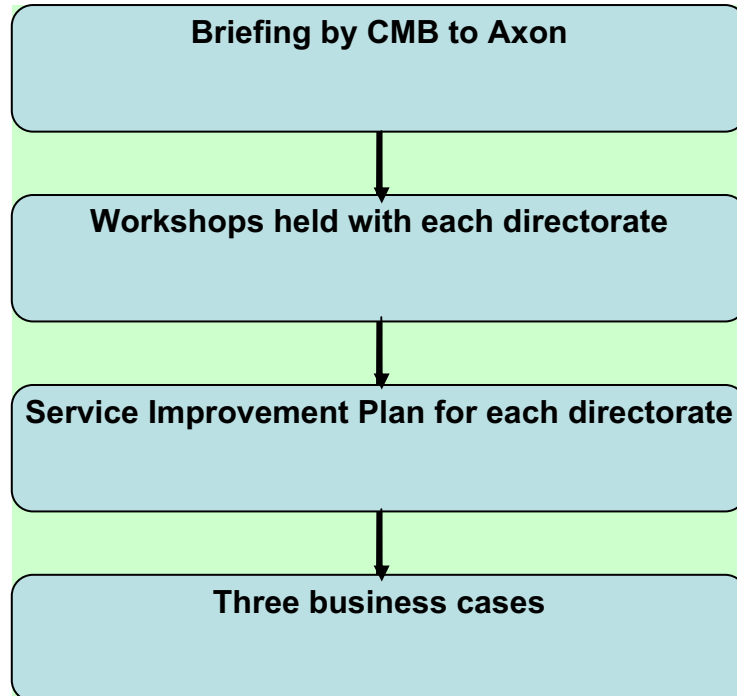 Briefing by CMB to Axon
Workshops held with each directorate
Service Improvement Plan for each directorate
Three business cases